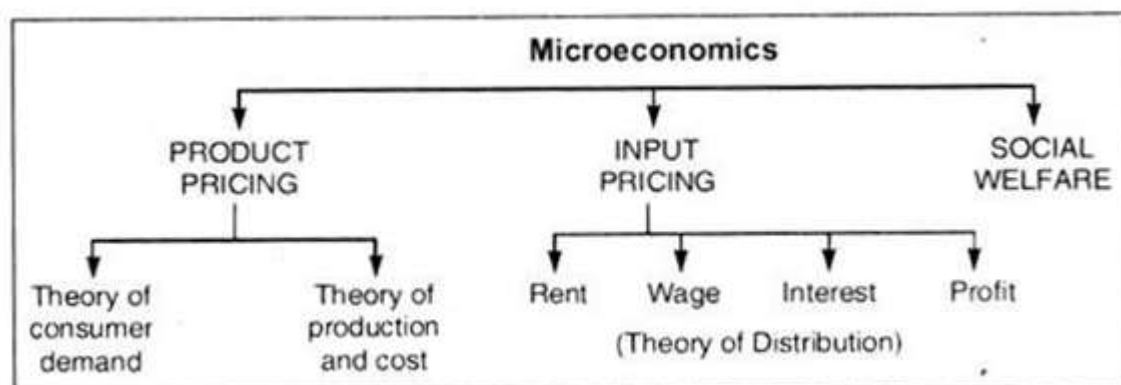 Microeconomics
PRODUCT
PRICING
INPUT
PRICING
SOCIAL
WELFARE
Theory of
consumer
demand
Theory of
production
and cost
Rent
Wage
Interest
Profit
(Theory of Distribution)